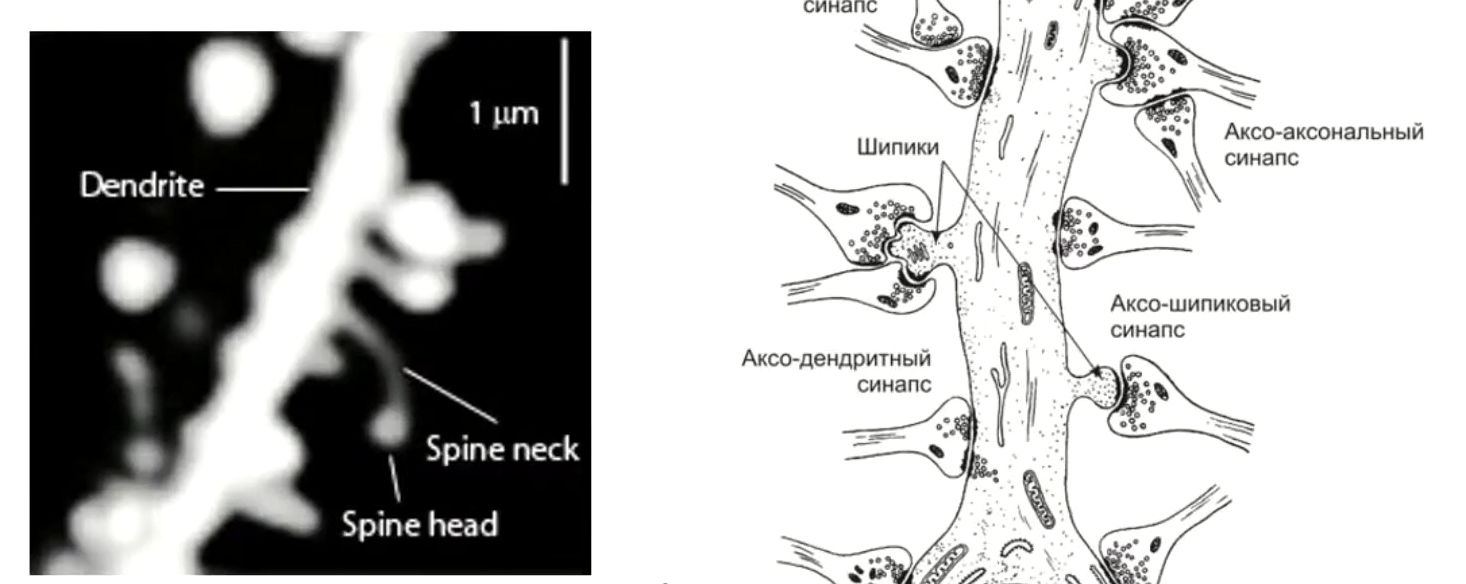 1 μm
Dendrite
Spine neck
Spine head
синапс
Шипики
Аксо-аксональный
синапс
Аксо-шипиковый
синапс
Аксо-дендритный
синапс